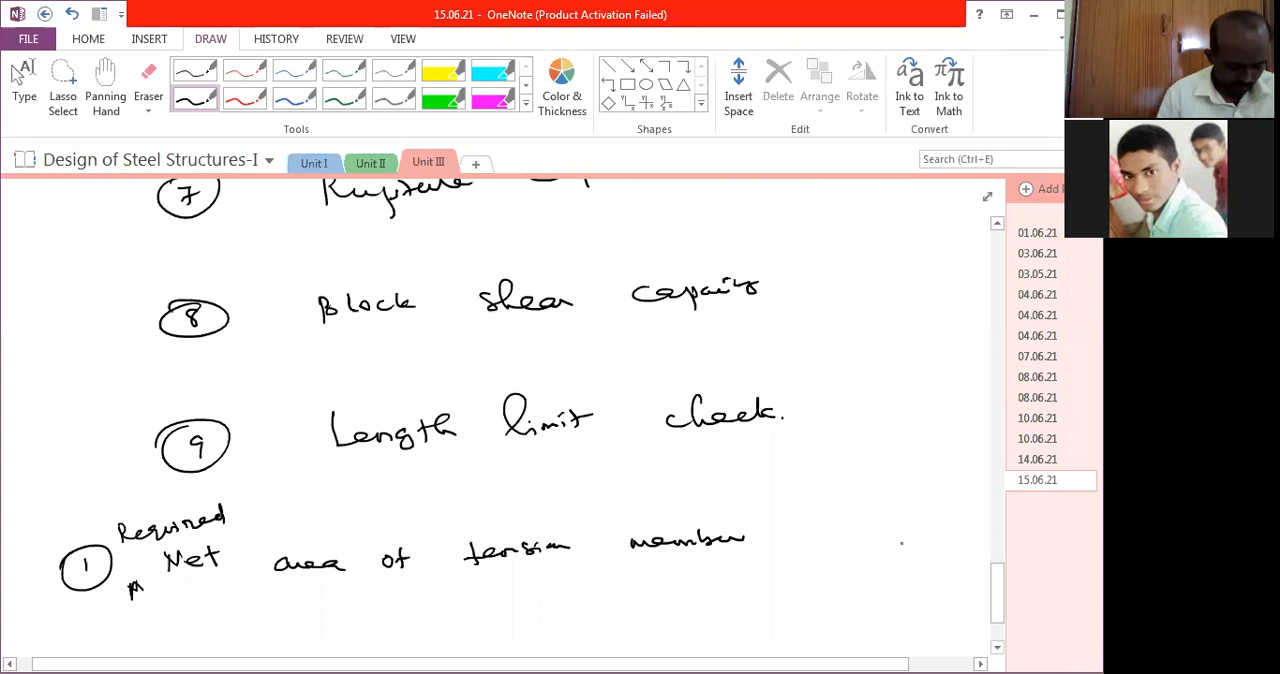 15.06.21 - OneNote (Product Activation Failed)
FILE HOME INSERT DRAW HISTORY REVIEW VIEW
Type
Lasso Select
Panning Hand
Eraser
Color & Thickness
Insert Space
Delete
Arrange
Rotate
Ink to Text
Ink to Math
Tools
Shapes
Edit
Convert
Design of Steel Structures-I
Unit I
Unit II
Unit III
Search (Ctrl+E)
Add
01.06.21
03.06.21
03.05.21
04.06.21
04.06.21
04.06.21
07.06.21
08.06.21
08.06.21
10.06.21
10.06.21
14.06.21
15.06.21
7 Rupture
8 Block shear capacity
9 Length limit check.
Required
1 Net area of tension member